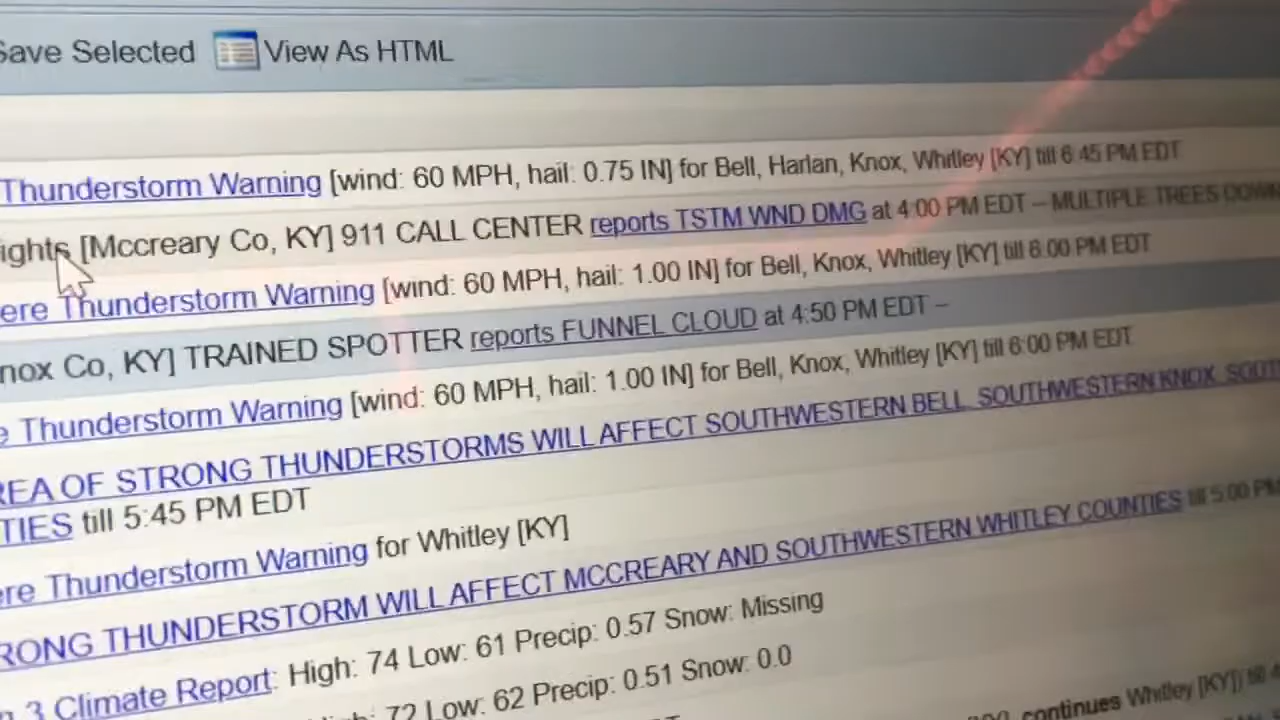 Save Selected View As HTML
Thunderstorm Warning [wind: 60 MPH, hail: 0.75 IN] for Bell, Harlan, Knox, Whitley [KY] till 6:45 PM EDT
ights [Mccreary Co, KY] 911 CALL CENTER reports TSTM WND DMG at 4:00 PM EDT -- MULTIPLE TREES DOWN
ere Thunderstorm Warning [wind: 60 MPH, hail: 1.00 IN] for Bell, Knox, Whitley [KY] till 6:00 PM EDT
nox Co, KY] TRAINED SPOTTER reports FUNNEL CLOUD at 4:50 PM EDT --
e Thunderstorm Warning [wind: 60 MPH, hail: 1.00 IN] for Bell, Knox, Whitley [KY] till 6:00 PM EDT
REA OF STRONG THUNDERSTORMS WILL AFFECT SOUTHWESTERN BELL SOUTHWESTERN KNOX
TIES till 5:45 PM EDT
ere Thunderstorm Warning for Whitley [KY]
RONG THUNDERSTORM WILL AFFECT MCCREARY AND SOUTHWESTERN WHITLEY COUNTIES till 5:00 PM
3 Climate Report: High: 74 Low: 61 Precip: 0.57 Snow: Missing
72 Low: 62 Precip: 0.51 Snow: 0.0
continues Whitley [KY]) till